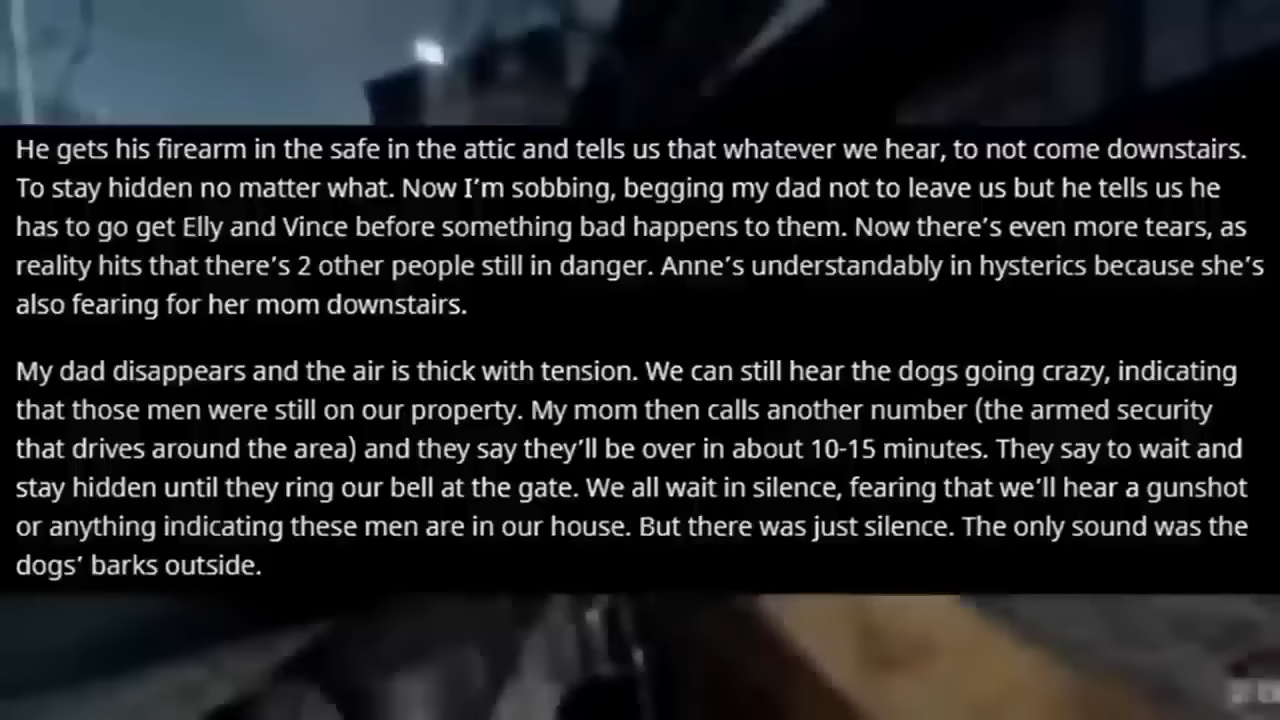 He gets his firearm in the safe in the attic and tells us that whatever we hear, to not come downstairs.
To stay hidden no matter what. Now I’m sobbing, begging my dad not to leave us but he tells us he
has to go get Elly and Vince before something bad happens to them. Now there’s even more tears, as
reality hits that there’s 2 other people still in danger. Anne’s understandably in hysterics because she’s
also fearing for her mom downstairs.
My dad disappears and the air is thick with tension. We can still hear the dogs going crazy, indicating
that those men were still on our property. My mom then calls another number (the armed security
that drives around the area) and they say they’ll be over in about 10-15 minutes. They say to wait and
stay hidden until they ring our bell at the gate. We all wait in silence, fearing that we’ll hear a gunshot
or anything indicating these men are in our house. But there was just silence. The only sound was the
dogs’ barks outside.